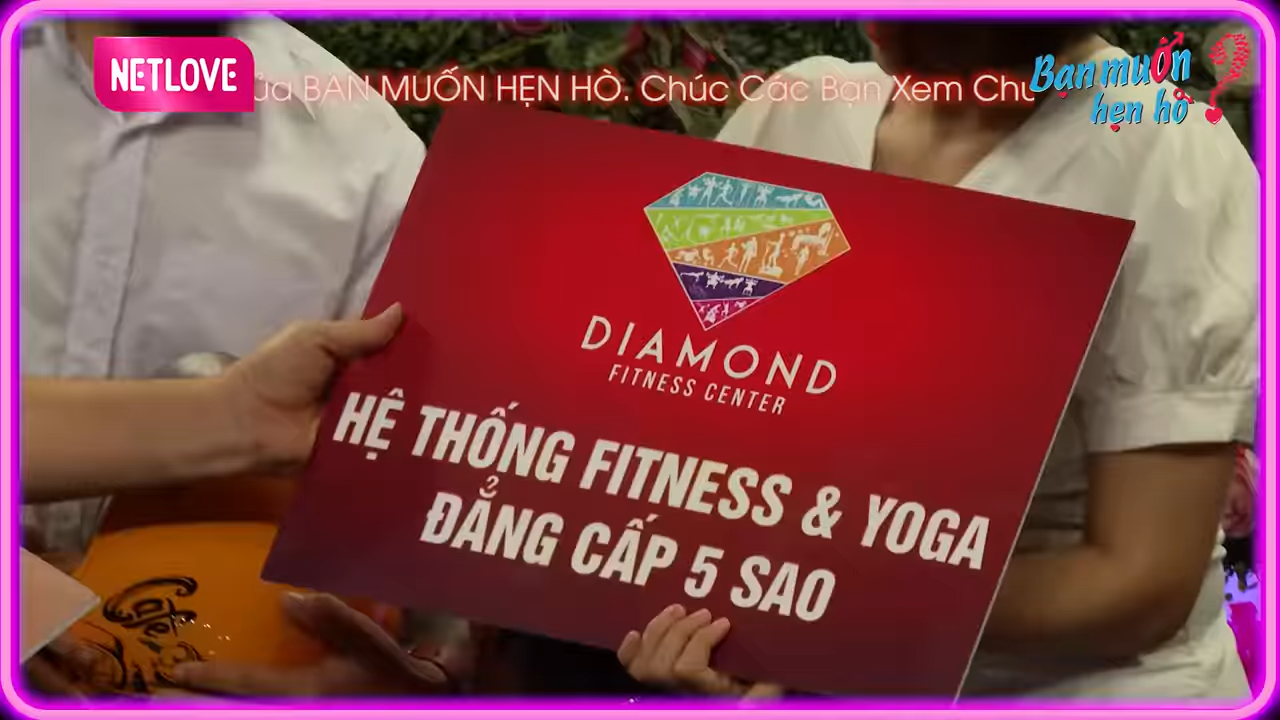 NETLOVE
BẠN MUỐN HẸN HÒ. Chúc Các Bạn Xem
Bạn muốn
hẹn hò
?
DIAMOND
FITNESS CENTER
HỆ THỐNG FITNESS & YOGA
ĐẲNG CẤP 5 SAO
Cafe